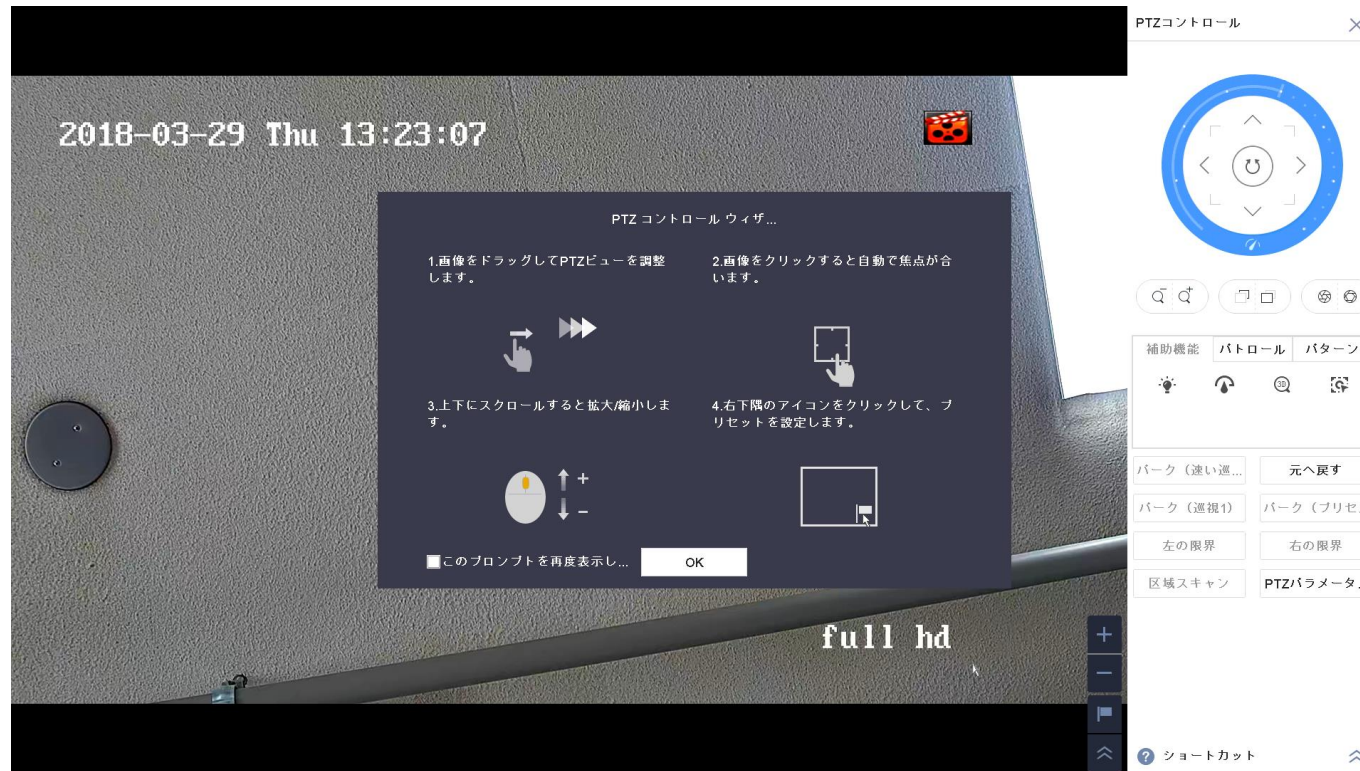 PTZコントロール
2018-03-29 Thu 13:23:07
PTZ コントロール ウィザ...
1.画像をドラッグしてPTZビューを調整
します。
2.画像をクリックすると自動で焦点が合
います。
3.上下にスクロールすると拡大/縮小しま
す。
4.右下隅のアイコンをクリックして、プ
リセットを設定します。
このプロンプトを再度表示し...
OK
full hd
補助機能
パトロール
パターン
3D
パーク（速い巡...
元へ戻す
パーク（巡視1）
パーク（プリセ
左の限界
右の限界
区域スキャン
PTZパラメータ
? ショートカット